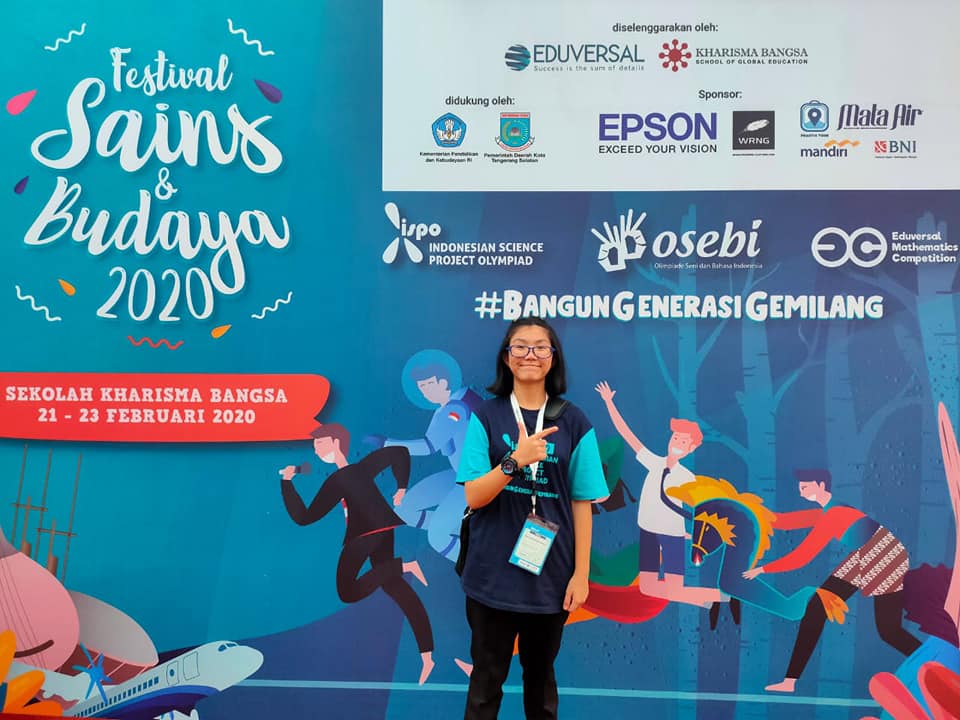 Festival
Sains
&
Budaya
2020
SEKOLAH KHARISMA BANGSA
21 - 23 FEBRUARI 2020
diselenggarakan oleh:
EDUVERSAL
Success is the sum of details
KHARISMA BANGSA
SCHOOL OF GLOBAL EDUCATION
didukung oleh:
Kementerian Pendidikan
dan Kebudayaan RI
Pemerintah Daerah Kota
Tangerang Selatan
Sponsor:
EPSON
EXCEED YOUR VISION
WRNG
Mata Air
mandiri
BNI
ispo
INDONESIAN SCIENCE
PROJECT OLYMPIAD
osebi
Olimpiade Seni dan Bahasa Indonesia
Eduversal
Mathematics
Competition
#BANGUNGENERASIGEMILANG